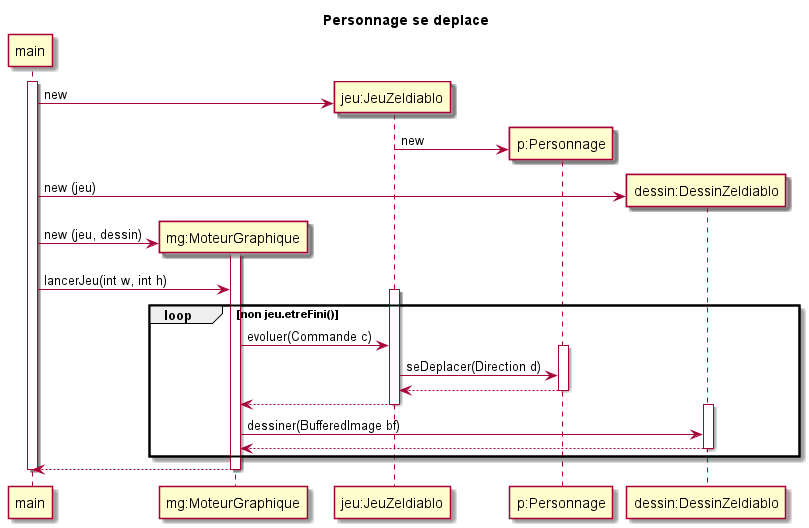 Personnage se deplace
main
new
jeu:JeuZeldiablo
new
p:Personnage
new (jeu)
dessin:DessinZeldiablo
new (jeu, dessin)
mg:MoteurGraphique
lancerJeu(int w, int h)
loop
[non jeu.etreFini()]
evoluer(Commande c)
seDeplacer(Direction d)
dessiner(BufferedImage bf)
main
mg:MoteurGraphique
jeu:JeuZeldiablo
p:Personnage
dessin:DessinZeldiablo